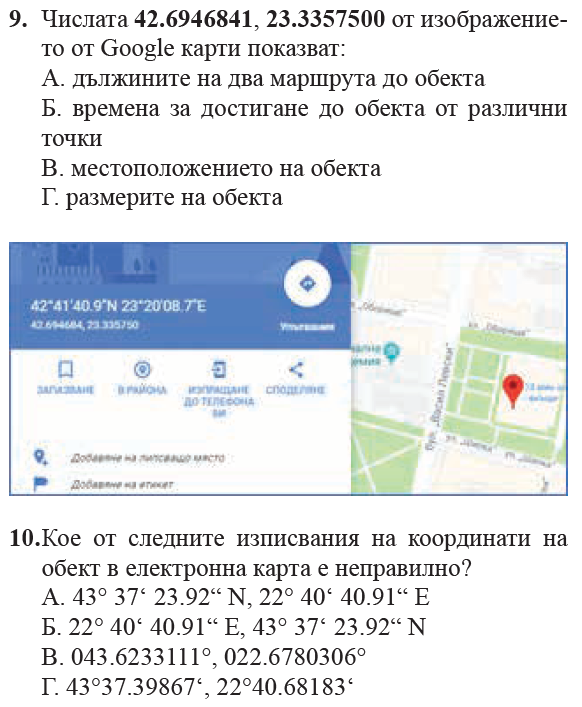 9. Числата 42.6946841, 23.3357500 от изображение-
то от Google карти показват:
А. дължините на два маршрута до обекта
Б. времена за достигане до обекта от различни
точки
В. местоположението на обекта
Г. размерите на обекта
42°41'40.9"N 23°20'08.7"E
42.694684, 23.335750
Упътвания
ЗАПАЗВАНЕ
В РАЙОНА
ИЗПРАЩАНЕ
ДО ТЕЛЕФОНА
ВИ
СПОДЕЛЯНЕ
Добавяне на липсващо място
Добавяне на етикет
ул. „Оборище“
бул. „Васил Левски“
ул. „Шипка“
10.Кое от следните изписвания на координати на
обект в електронна карта е неправилно?
А. 43° 37‘ 23.92“ N, 22° 40‘ 40.91“ E
Б. 22° 40‘ 40.91“ E, 43° 37‘ 23.92“ N
В. 043.6233111°, 022.6780306°
Г. 43°37.39867‘, 22°40.68183‘